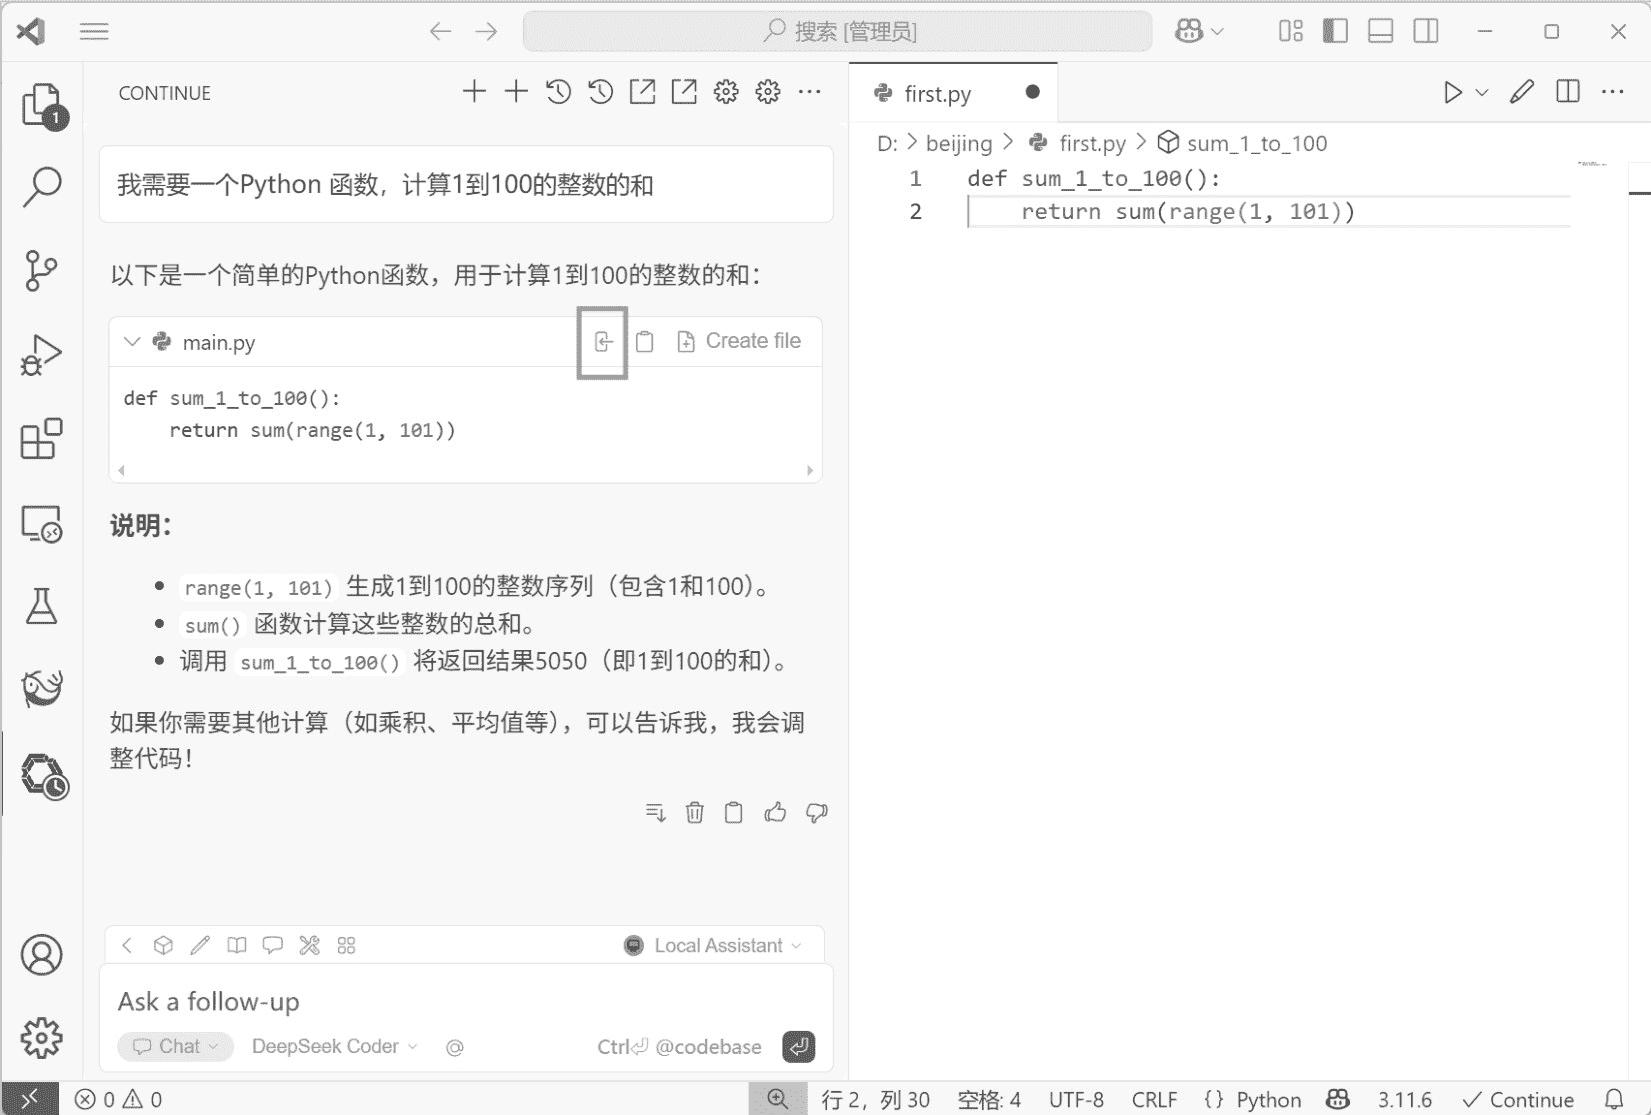 搜索 [管理员]
1
CONTINUE
我需要一个Python 函数，计算1到100的整数的和
以下是一个简单的Python函数，用于计算1到100的整数的和：
main.py
Create file
def sum_1_to_100():
    return sum(range(1, 101))
说明：
range(1, 101) 生成1到100的整数序列（包含1和100）。
sum() 函数计算这些整数的总和。
调用 sum_1_to_100() 将返回结果5050（即1到100的和）。
如果你需要其他计算（如乘积、平均值等），可以告诉我，我会调
整代码！
Local Assistant
Ask a follow-up
Chat DeepSeek Coder @ Ctrl⏎ @codebase
first.py
D: > beijing > first.py > sum_1_to_100
1 def sum_1_to_100():
2     return sum(range(1, 101))
0 0 行 2，列 30 空格: 4 UTF-8 CRLF {} Python 3.11.6 ✓ Continue